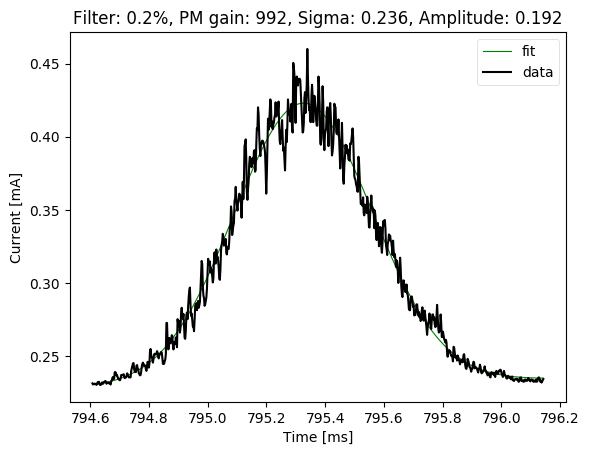 Filter: 0.2%, PM gain: 992, Sigma: 0.236, Amplitude: 0.192
fit
data
0.45
0.40
0.35
0.30
0.25
Current [mA]
794.6 794.8 795.0 795.2 795.4 795.6 795.8 796.0 796.2
Time [ms]